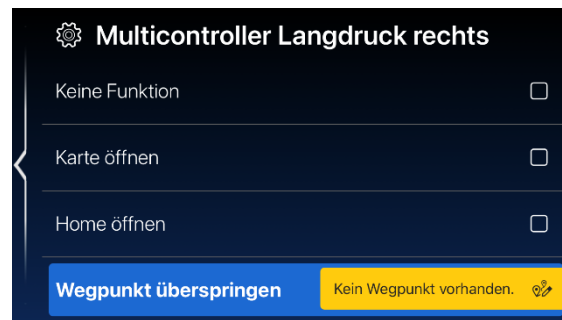 Multicontroller Langdruck rechts
Keine Funktion
Karte öffnen
Home öffnen
Wegpunkt überspringen Kein Wegpunkt vorhanden.